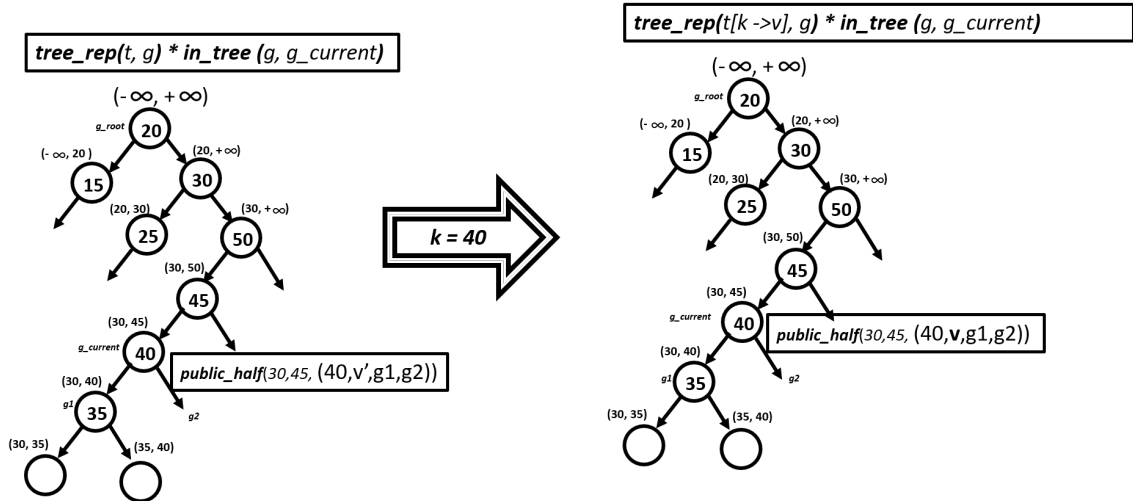 tree_rep(t, g) * in_tree (g, g_current)
(- ∞, + ∞)
g_root
20
(- ∞, 20 )
(20, + ∞)
15
30
(20, 30)
(30, + ∞)
25
50
(30, 50)
45
(30, 45)
g_current
40
public_half(30,45, (40,v’,g1,g2))
(30, 40)
g1
35
g2
(30, 35)
(35, 40)
k = 40
tree_rep(t[k ->v], g) * in_tree (g, g_current)
(- ∞, + ∞)
g_root
20
(- ∞, 20)
(20, + ∞)
15
30
(20, 30)
(30, + ∞)
25
50
(30, 50)
45
(30, 45)
g_current
40
public_half(30,45, (40,v,g1,g2))
(30, 40)
g1
35
g2
(30, 35)
(35, 40)